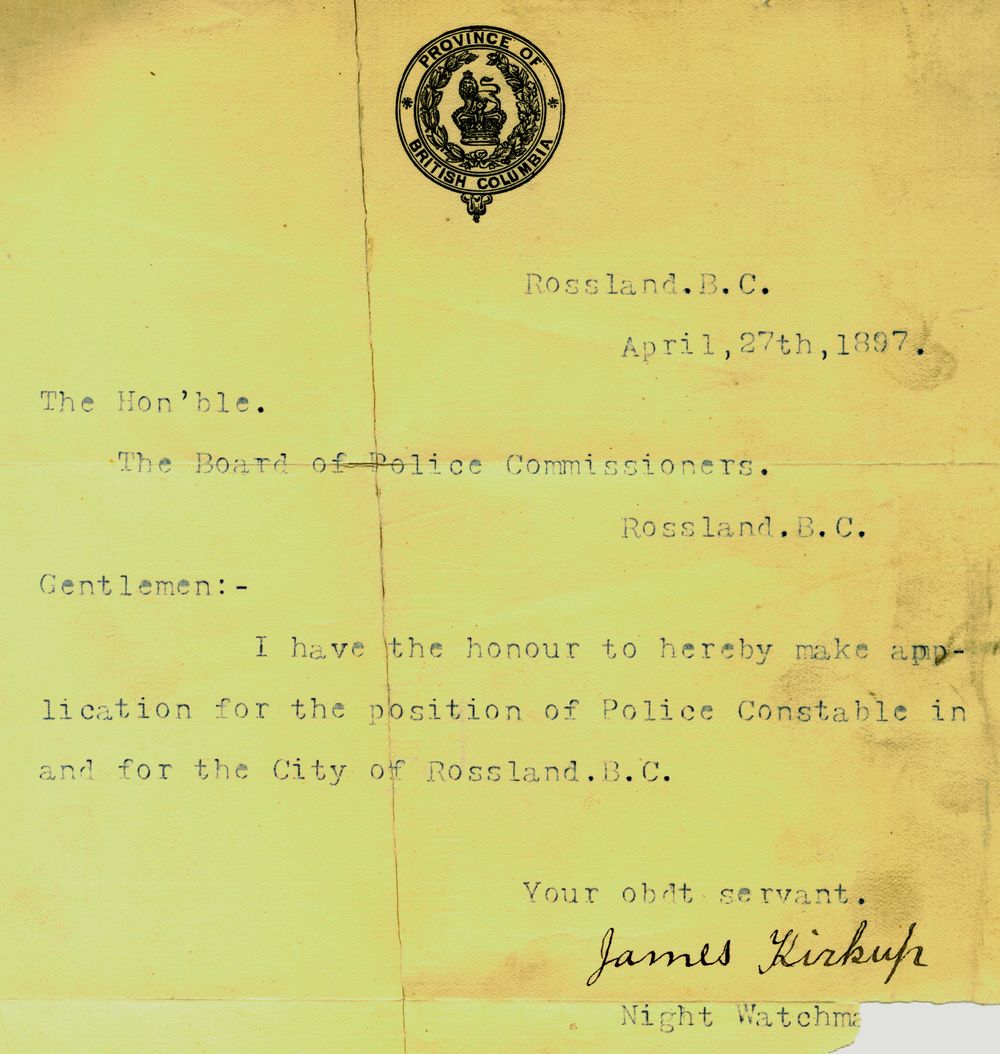 PROVINCE OF
BRITISH COLUMBIA
Rossland.B.C.
April,27th,1897.
The Hon'ble.
The Board of Police Commissioners.
Rossland.B.C.
Gentlemen:-
I have the honour to hereby make app-
lication for the position of Police Constable in
and for the City of Rossland.B.C.
Your obdt servant.
James Kirkup
Night Watchma